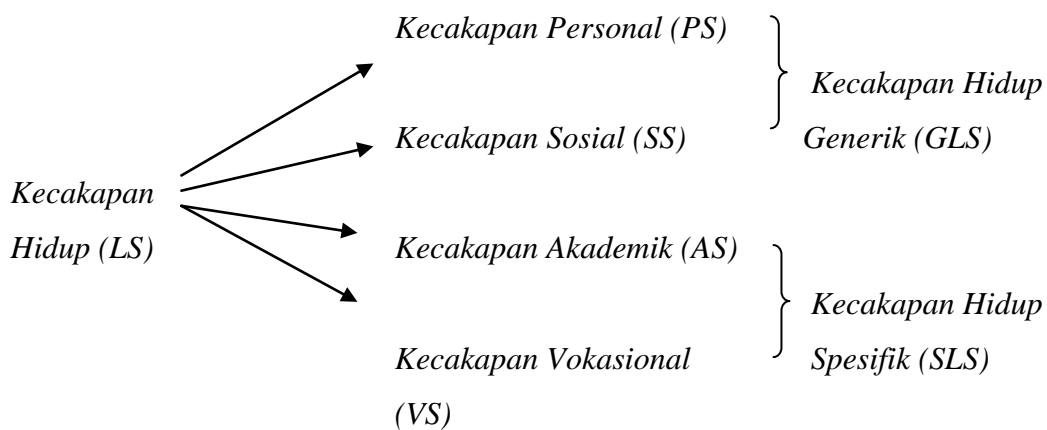 Kecakapan Personal (PS)
Kecakapan Hidup
Kecakapan Sosial (SS)
Generik (GLS)
Kecakapan
Hidup (LS)
Kecakapan Akademik (AS)
Kecakapan Hidup
Kecakapan Vokasional
Spesifik (SLS)
(VS)